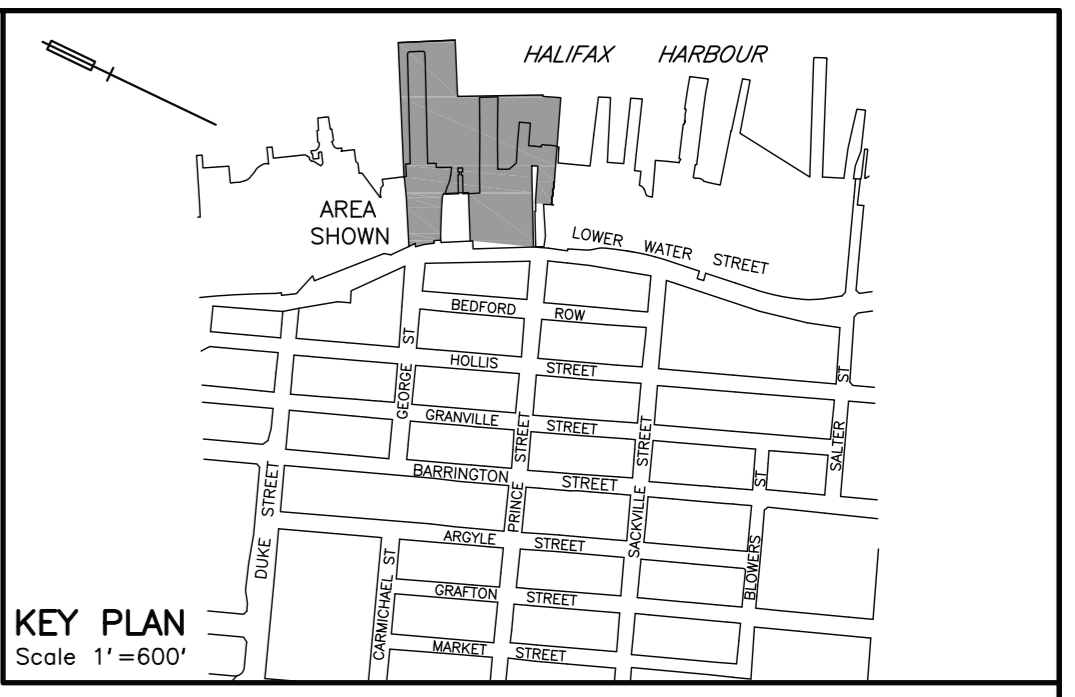 HALIFAX HARBOUR
AREA
SHOWN
LOWER WATER STREET
BEDFORD ROW
HOLLIS STREET
GEORGE ST
GRANVILLE STREET
BARRINGTON STREET
PRINCE STREET
SACKVILLE STREET
SALTER ST
BLOWERS ST
DUKE STREET
ARGYLE STREET
CARMICHAEL ST
GRAFTON STREET
MARKET STREET
KEY PLAN
Scale 1'=600'